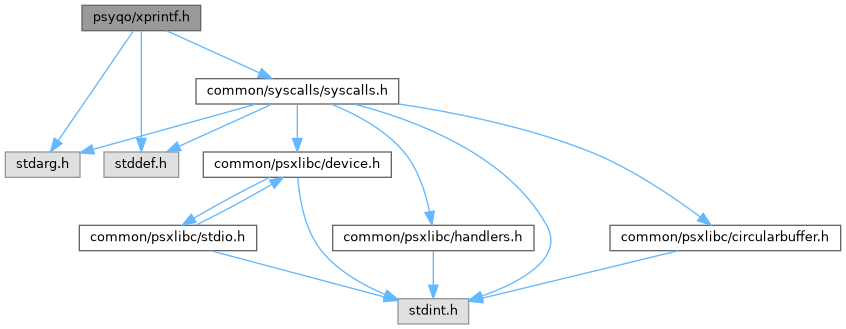 psyqo/xprintf.h
common/syscalls/syscalls.h
stdarg.h
stddef.h
common/psxlibc/device.h
common/psxlibc/stdio.h
common/psxlibc/handlers.h
common/psxlibc/circularbuffer.h
stdint.h